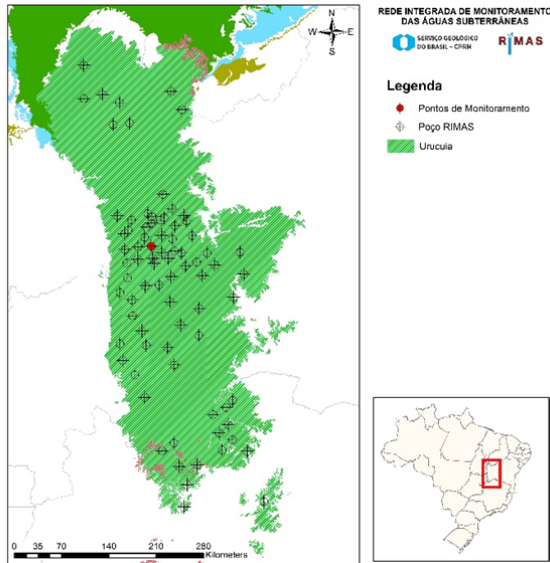 REDE INTEGRADA DE MONITORAMENTO
DAS ÁGUAS SUBTERRÂNEAS
SERVIÇO GEOLÓGICO
DO BRASIL – CPRM
RIMAS
Legenda
Pontos de Monitoramento
Poço RIMAS
Urucuia
N
W E
S
0 35 70 140 210 280
Kilometers